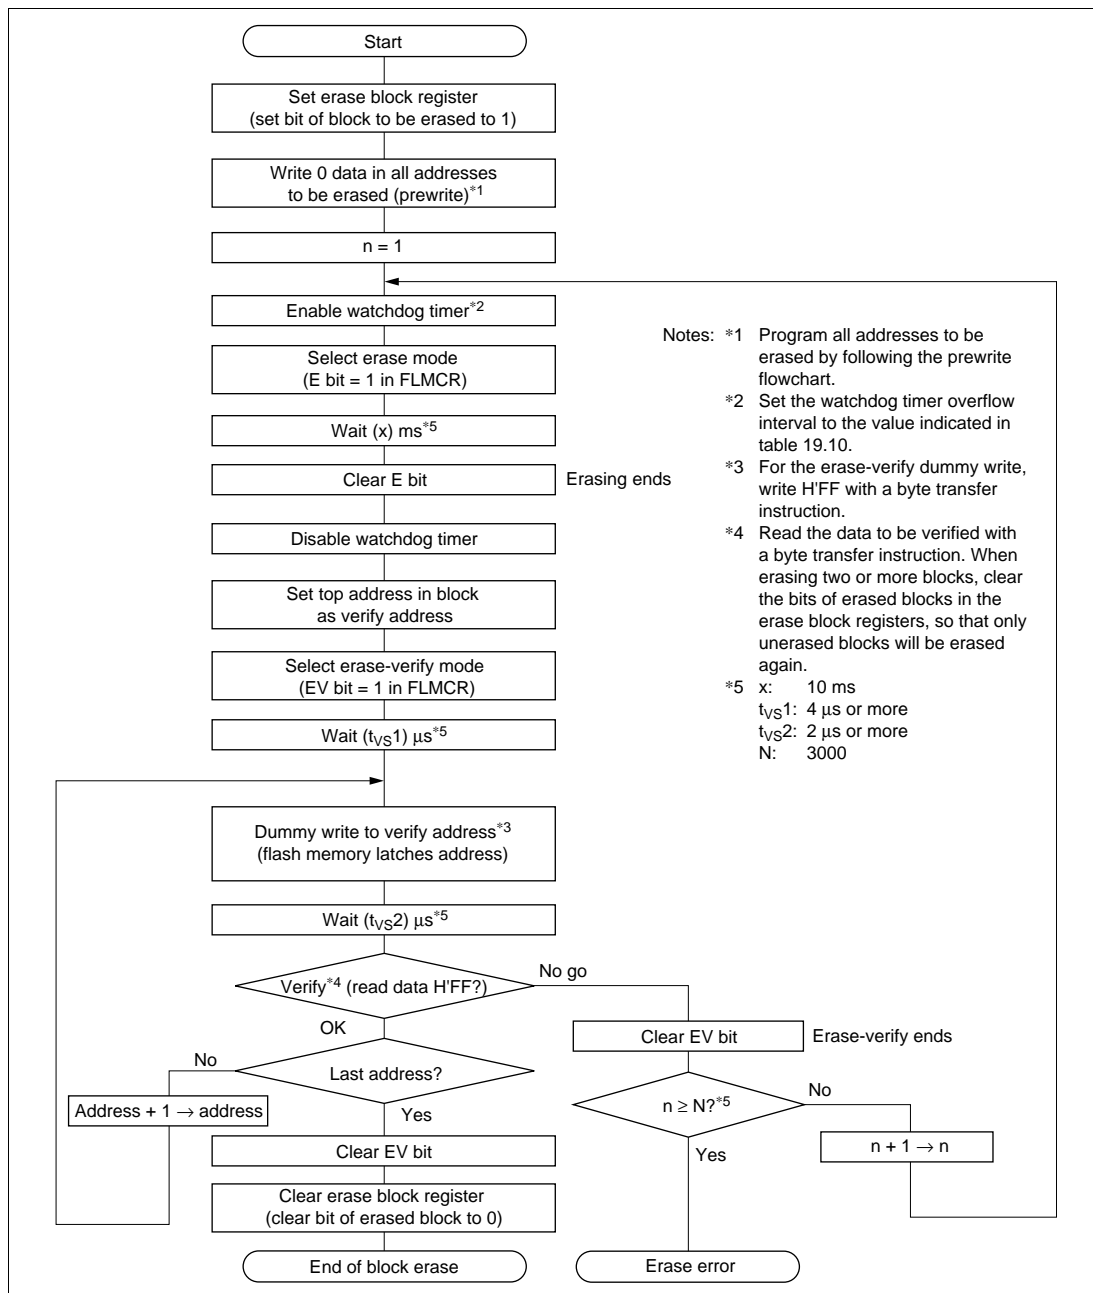 Start
Set erase block register
(set bit of block to be erased to 1)
Write 0 data in all addresses
to be erased (prewrite)*1
n = 1
Enable watchdog timer*2
Select erase mode
(E bit = 1 in FLMCR)
Wait (x) ms*5
Clear E bit
Erasing ends
Disable watchdog timer
Set top address in block
as verify address
Select erase-verify mode
(EV bit = 1 in FLMCR)
Wait (tVS1) μs*5
Dummy write to verify address*3
(flash memory latches address)
Wait (tVS2) μs*5
Verify*4 (read data H'FF?)
No go
OK
Last address?
No
Address + 1 → address
Yes
Clear EV bit
Clear erase block register
(clear bit of erased block to 0)
End of block erase
Clear EV bit
Erase-verify ends
n ≥ N?*5
No
n + 1 → n
Yes
Erase error
Notes: *1 Program all addresses to be
erased by following the prewrite
flowchart.
*2 Set the watchdog timer overflow
interval to the value indicated in
table 19.10.
*3 For the erase-verify dummy write,
write H'FF with a byte transfer
instruction.
*4 Read the data to be verified with
a byte transfer instruction. When
erasing two or more blocks, clear
the bits of erased blocks in the
erase block registers, so that only
unerased blocks will be erased
again.
*5 x: 10 ms
tVS1: 4 μs or more
tVS2: 2 μs or more
N: 3000